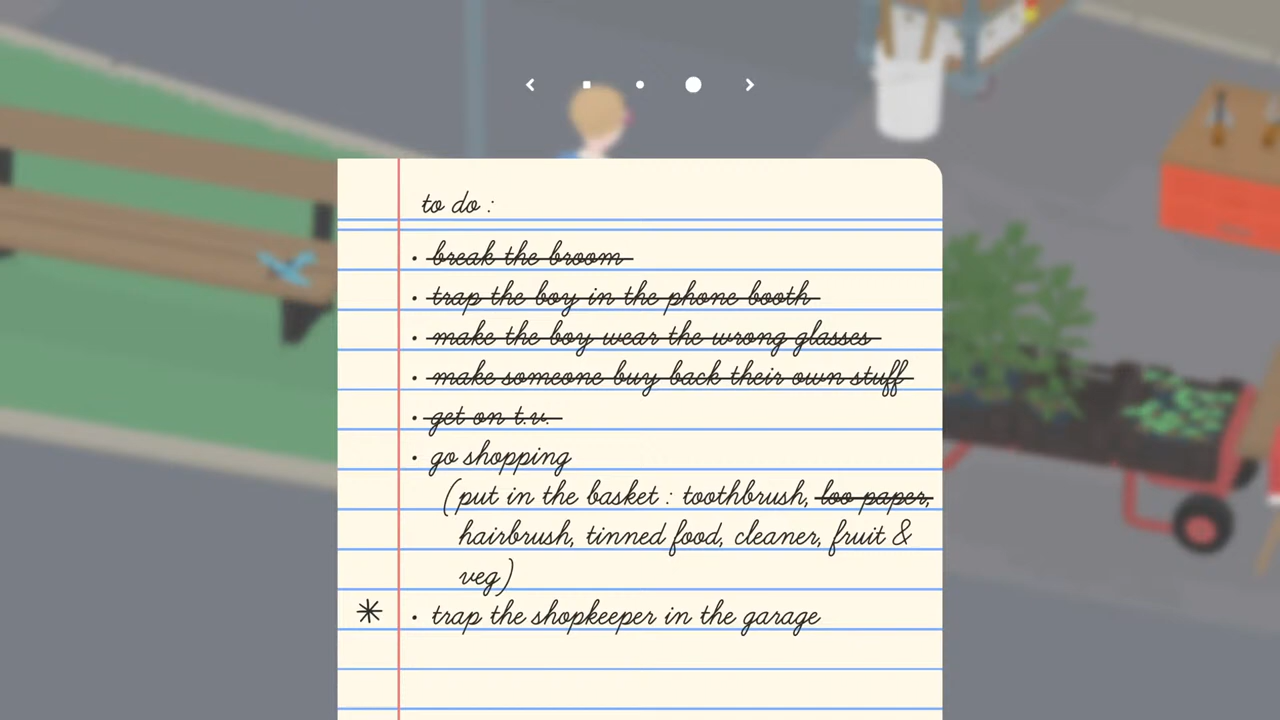 to do :
• break the broom
• trap the boy in the phone booth
• make the boy wear the wrong glasses
• make someone buy back their own stuff
• get on t.v.
• go shopping
(put in the basket : toothbrush, loo paper,
hairbrush, tinned food, cleaner, fruit &
veg)
* • trap the shopkeeper in the garage